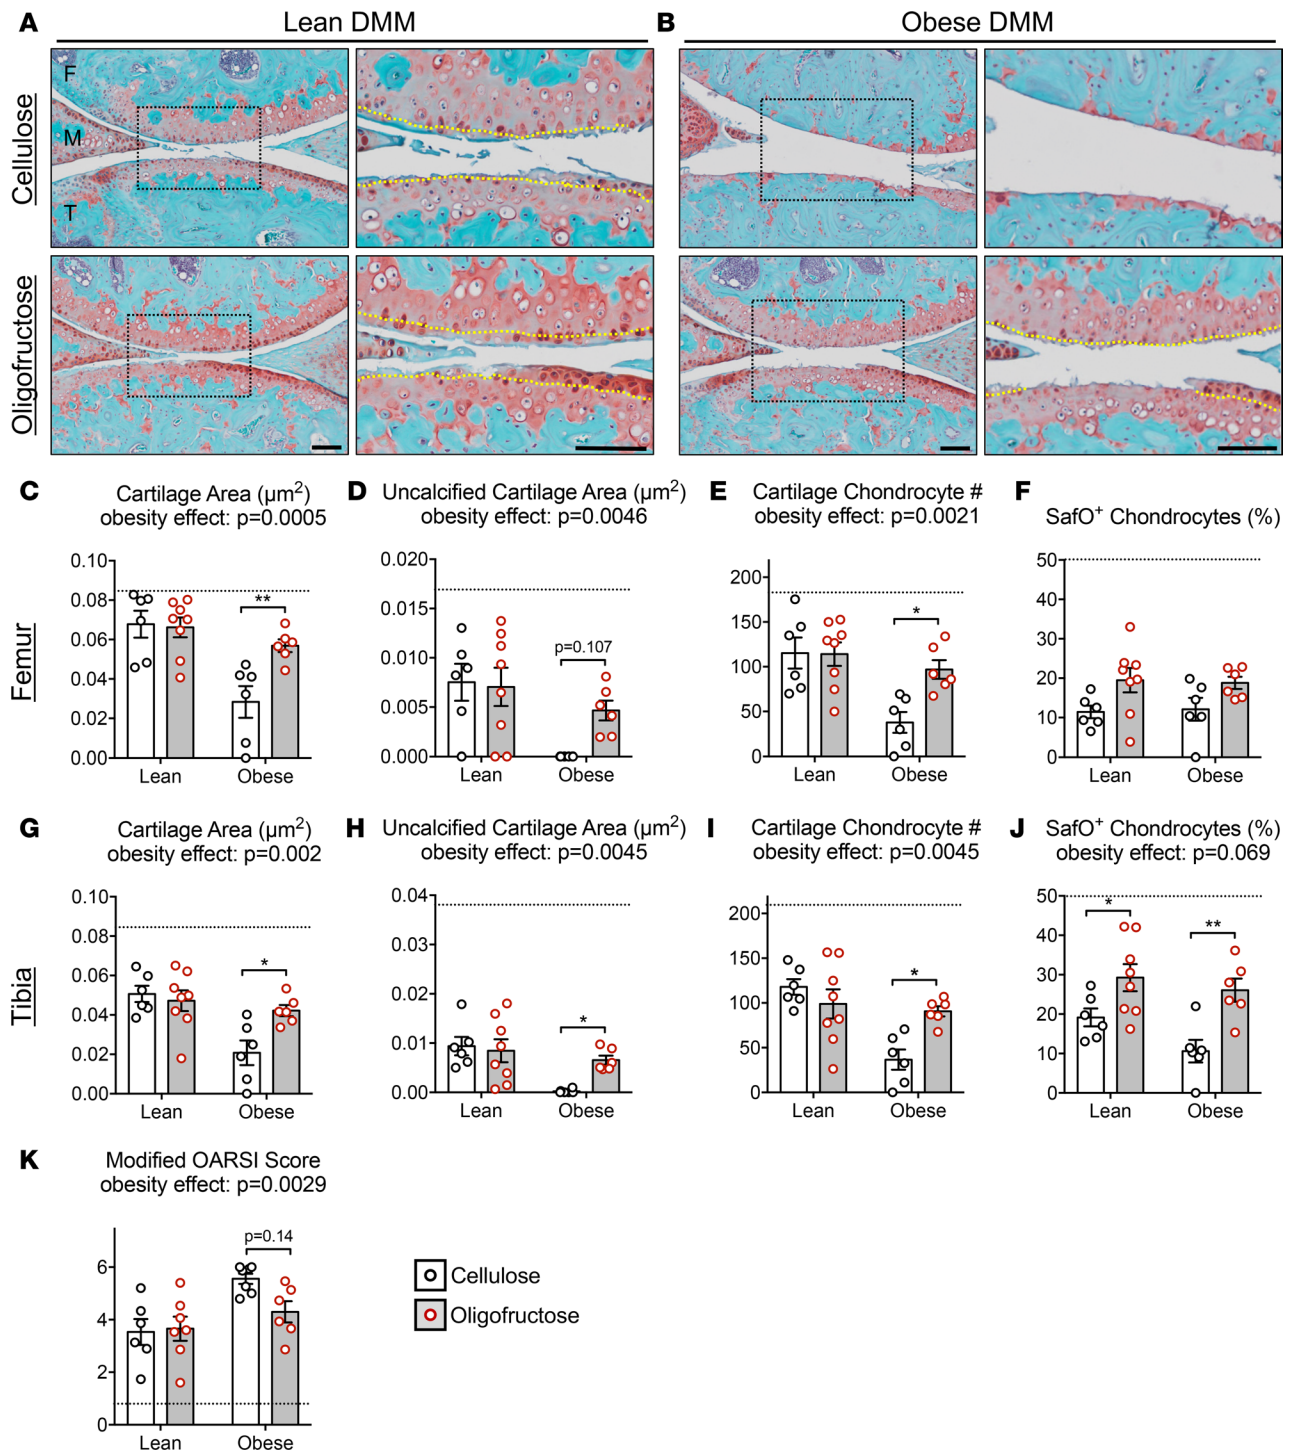 A Lean DMM B Obese DMM
Cellulose
F
M
T
Oligofructose
C Cartilage Area (µm²) D Uncalcified Cartilage Area (µm²) E Cartilage Chondrocyte # F SafO⁺ Chondrocytes (%)
obesity effect: p=0.0005 obesity effect: p=0.0046 obesity effect: p=0.0021
Femur
0.10
0.08
0.06
0.04
0.02
0.00
**
Lean Obese
0.020
0.015
0.010
0.005
0.000
p=0.107
Lean Obese
200
150
100
50
0
*
Lean Obese
50
40
30
20
10
0
Lean Obese
G Cartilage Area (µm²) H Uncalcified Cartilage Area (µm²) I Cartilage Chondrocyte # J SafO⁺ Chondrocytes (%)
obesity effect: p=0.002 obesity effect: p=0.0045 obesity effect: p=0.0045 obesity effect: p=0.069
Tibia
0.10
0.08
0.06
0.04
0.02
0.00
*
Lean Obese
0.04
0.03
0.02
0.01
0.00
*
Lean Obese
200
150
100
50
0
*
Lean Obese
50
40
30
20
10
0
*
**
Lean Obese
K Modified OARSI Score
obesity effect: p=0.0029
6
4
2
0
p=0.14
Lean Obese
Cellulose
Oligofructose